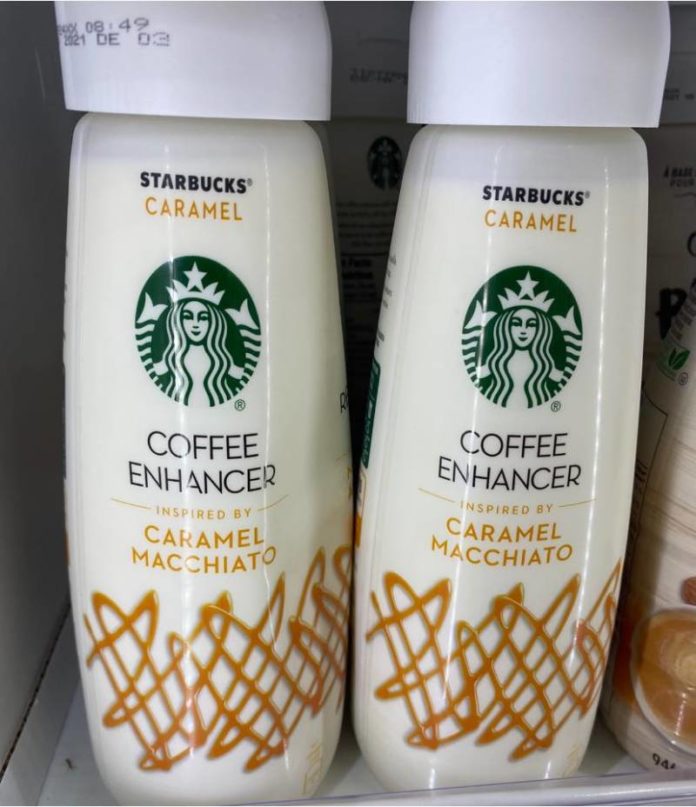 08:49
2021 DE 03
STARBUCKS®
CARAMEL
®
COFFEE
ENHANCER
INSPIRED BY
CARAMEL
MACCHIATO
STARBUCKS®
CARAMEL
®
COFFEE
ENHANCER
INSPIRED BY
CARAMEL
MACCHIATO
À BASE